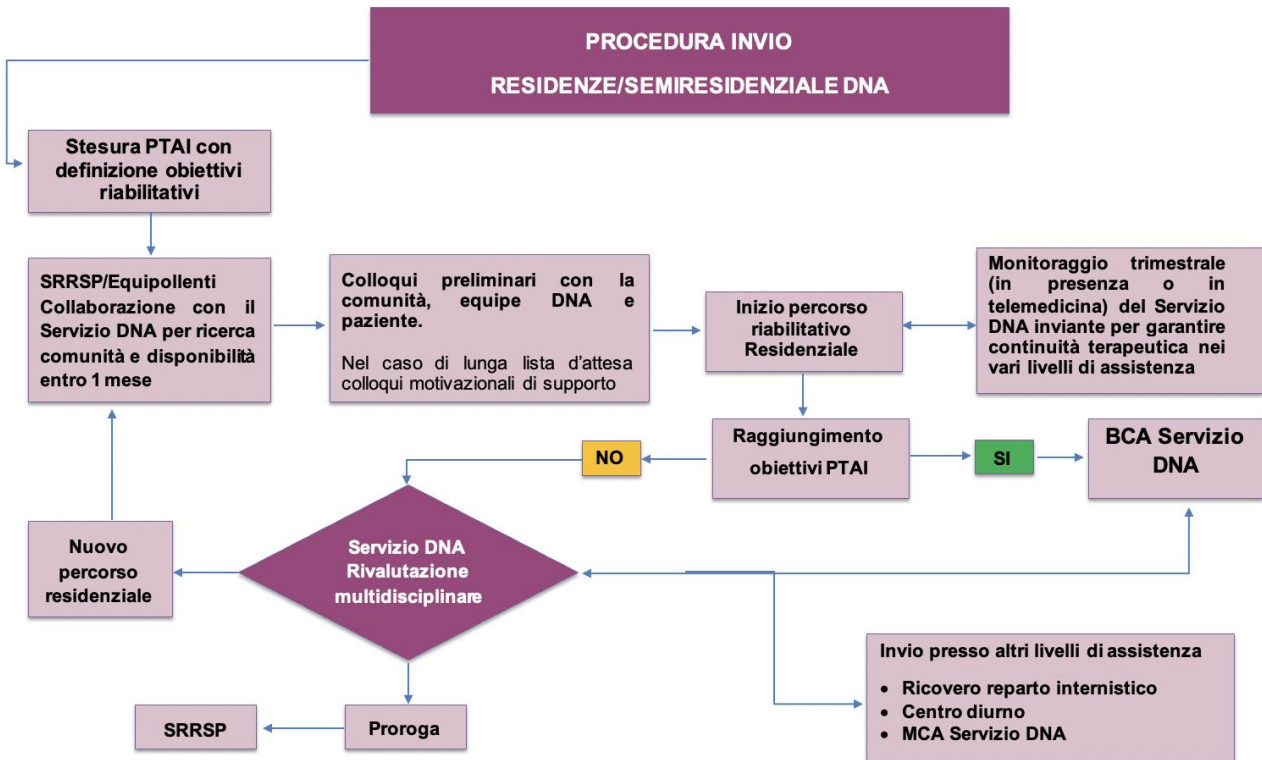 PROCEDURA INVIO
RESIDENZE/SEMIRESIDENZIALE DNA
Stesura PTAI con
definizione obiettivi
riabilitativi
SRRSP/Equipollenti
Collaborazione con il
Servizio DNA per ricerca
comunità e disponibilità
entro 1 mese
Colloqui preliminari con la
comunità, equipe DNA e
paziente.
Nel caso di lunga lista d'attesa
colloqui motivazionali di supporto
Inizio percorso
riabilitativo
Residenziale
Monitoraggio trimestrale
(in presenza o in
telemedicina) del Servizio
DNA inviante per garantire
continuità terapeutica nei
vari livelli di assistenza
Raggiungimento
obiettivi PTAI
NO
SI
BCA Servizio
DNA
Servizio DNA
Rivalutazione
multidisciplinare
Nuovo
percorso
residenziale
Proroga
SRRSP
Invio presso altri livelli di assistenza
• Ricovero reparto internistico
• Centro diurno
• MCA Servizio DNA